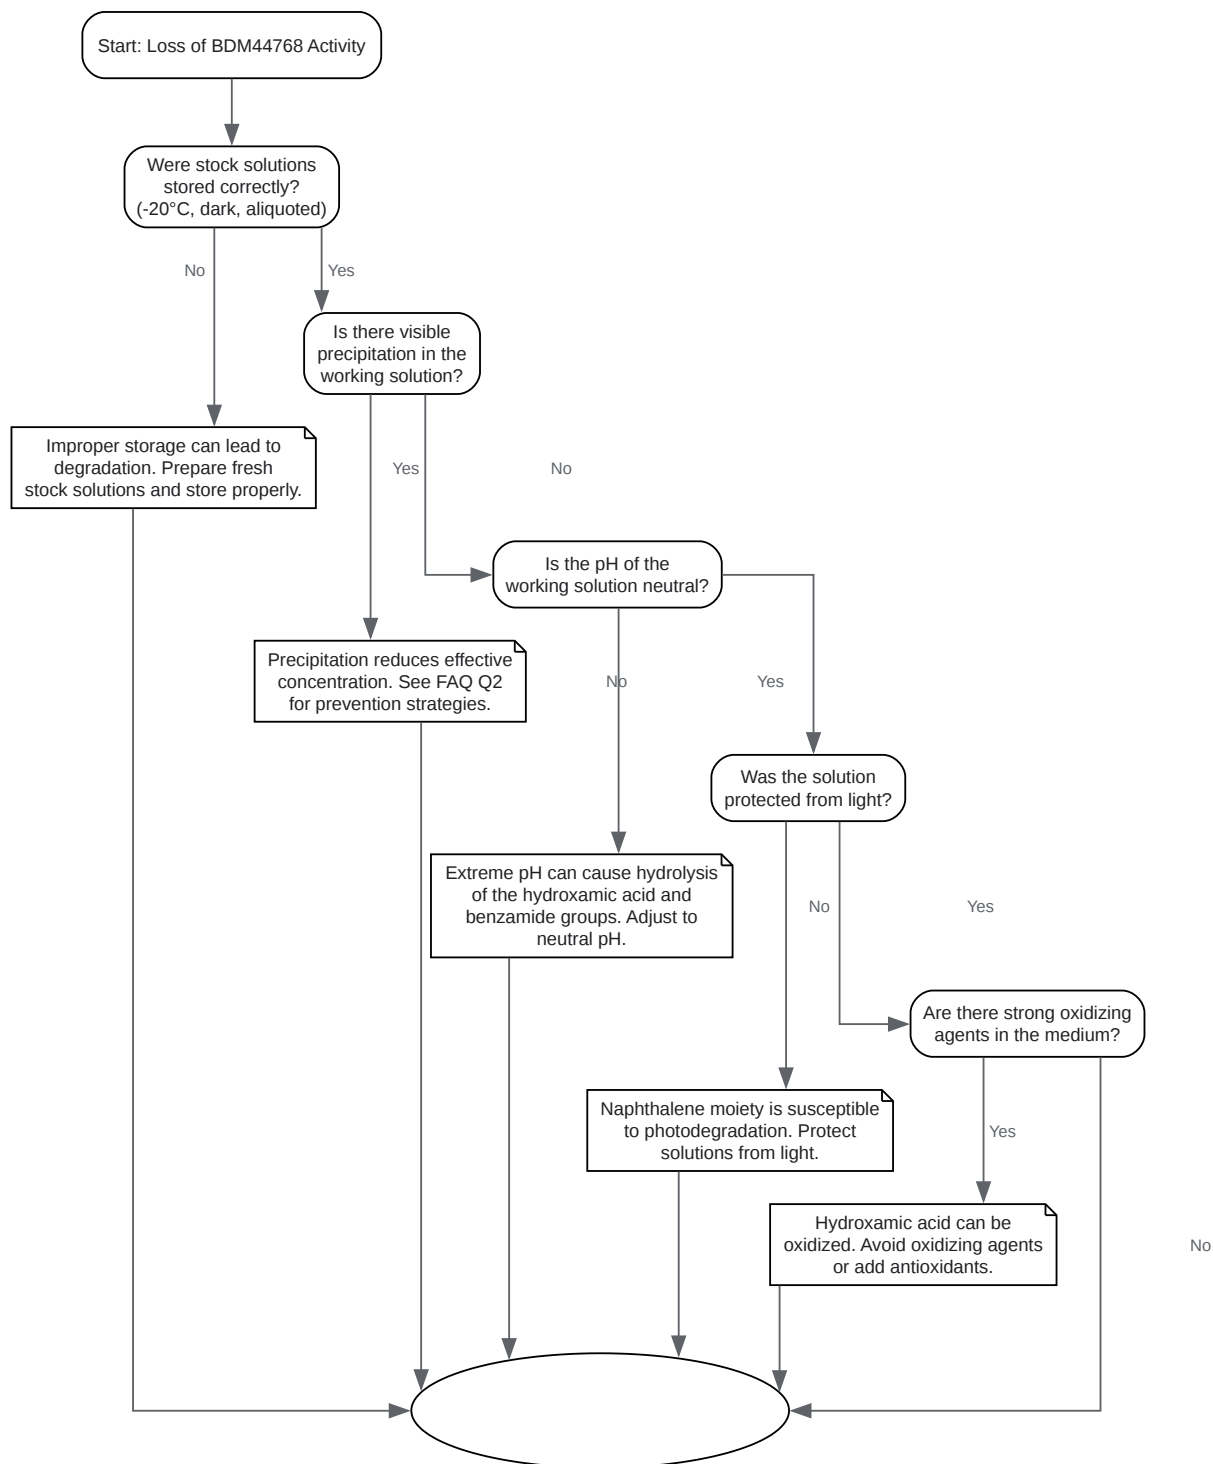 Start: Loss of BDM44768 Activity
Were stock solutions
stored correctly?
(-20°C, dark, aliquoted)
No
Yes
Is there visible
precipitation in the
working solution?
Improper storage can lead to
degradation. Prepare fresh
stock solutions and store properly.
Yes
No
Is the pH of the
working solution neutral?
Precipitation reduces effective
concentration. See FAQ Q2
for prevention strategies.
No
Yes
Was the solution
protected from light?
Extreme pH can cause hydrolysis
of the hydroxamic acid and
benzamide groups. Adjust to
neutral pH.
No
Yes
Are there strong oxidizing
agents in the medium?
Naphthalene moiety is susceptible
to photodegradation. Protect
solutions from light.
Yes
Hydroxamic acid can be
oxidized. Avoid oxidizing agents
or add antioxidants.
No